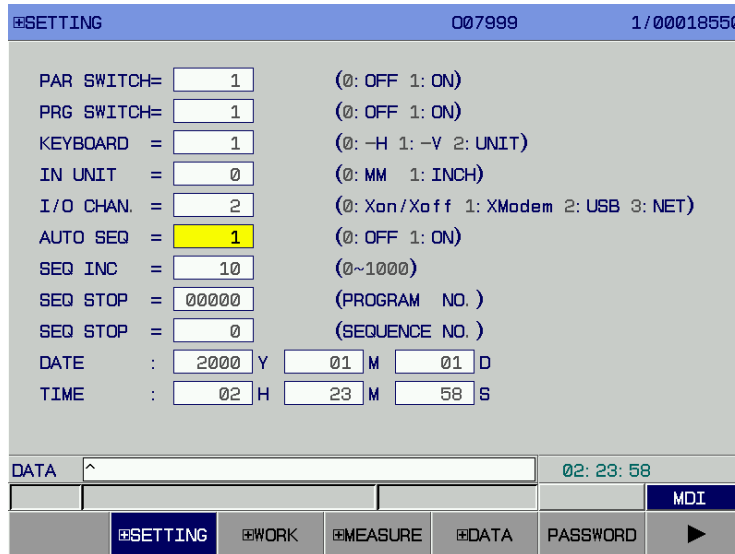 ⊞SETTING O07999 1/00018550
PAR SWITCH= 1 (0: OFF 1: ON)
PRG SWITCH= 1 (0: OFF 1: ON)
KEYBOARD = 1 (0: -H 1: -V 2: UNIT)
IN UNIT = 0 (0: MM 1: INCH)
I/O CHAN. = 2 (0: Xon/Xoff 1: XModem 2: USB 3: NET)
AUTO SEQ = 1 (0: OFF 1: ON)
SEQ INC = 10 (0~1000)
SEQ STOP = 00000 (PROGRAM NO.)
SEQ STOP = 0 (SEQUENCE NO.)
DATE : 2000 Y 01 M 01 D
TIME : 02 H 23 M 58 S
DATA ^ 02: 23: 58
MDI
⊞SETTING ⊞WORK ⊞MEASURE ⊞DATA PASSWORD ▶